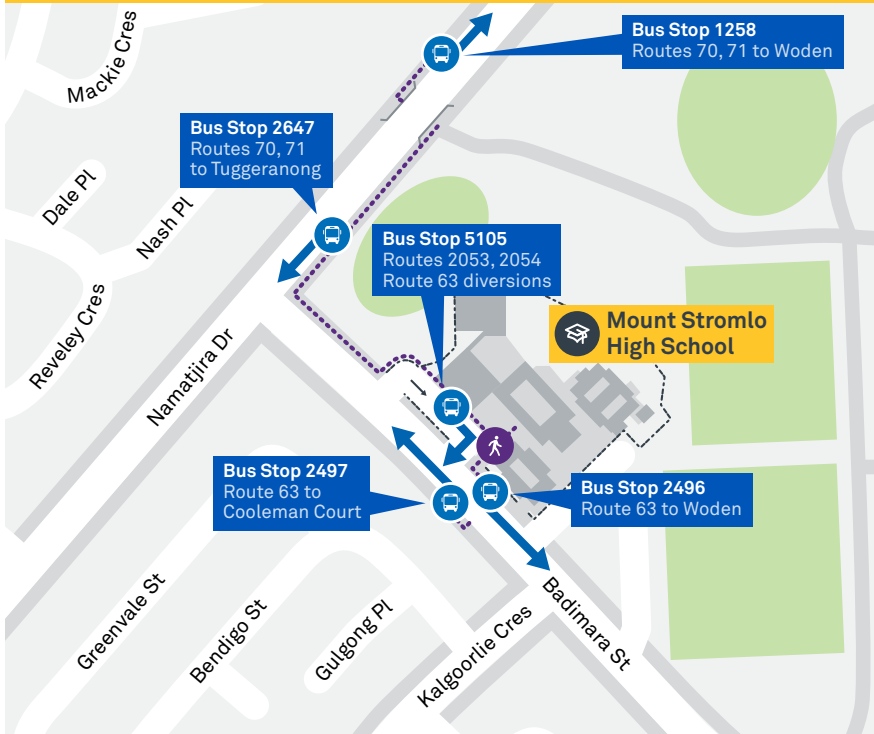 Mackie Cres
Bus Stop 1258
Routes 70, 71 to Woden
Bus Stop 2647
Routes 70, 71
to Tuggeranong
Dale Pl
Nash Pl
Bus Stop 5105
Routes 2053, 2054
Route 63 diversions
Reveley Cres
Namatjira Dr
Mount Stromlo
High School
Bus Stop 2497
Route 63 to
Cooleman Court
Bus Stop 2496
Route 63 to Woden
Greenvale St
Bendigo St
Gulgong Pl
Kalgoorlie Cres
Badimara St